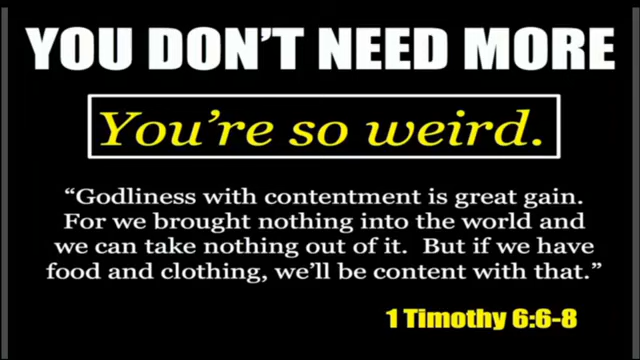 YOU DON'T NEED MORE
You're so weird.
“Godliness with contentment is great gain.
For we brought nothing into the world and
we can take nothing out of it.  But if we have
food and clothing, we'll be content with that.”
1 Timothy 6:6-8